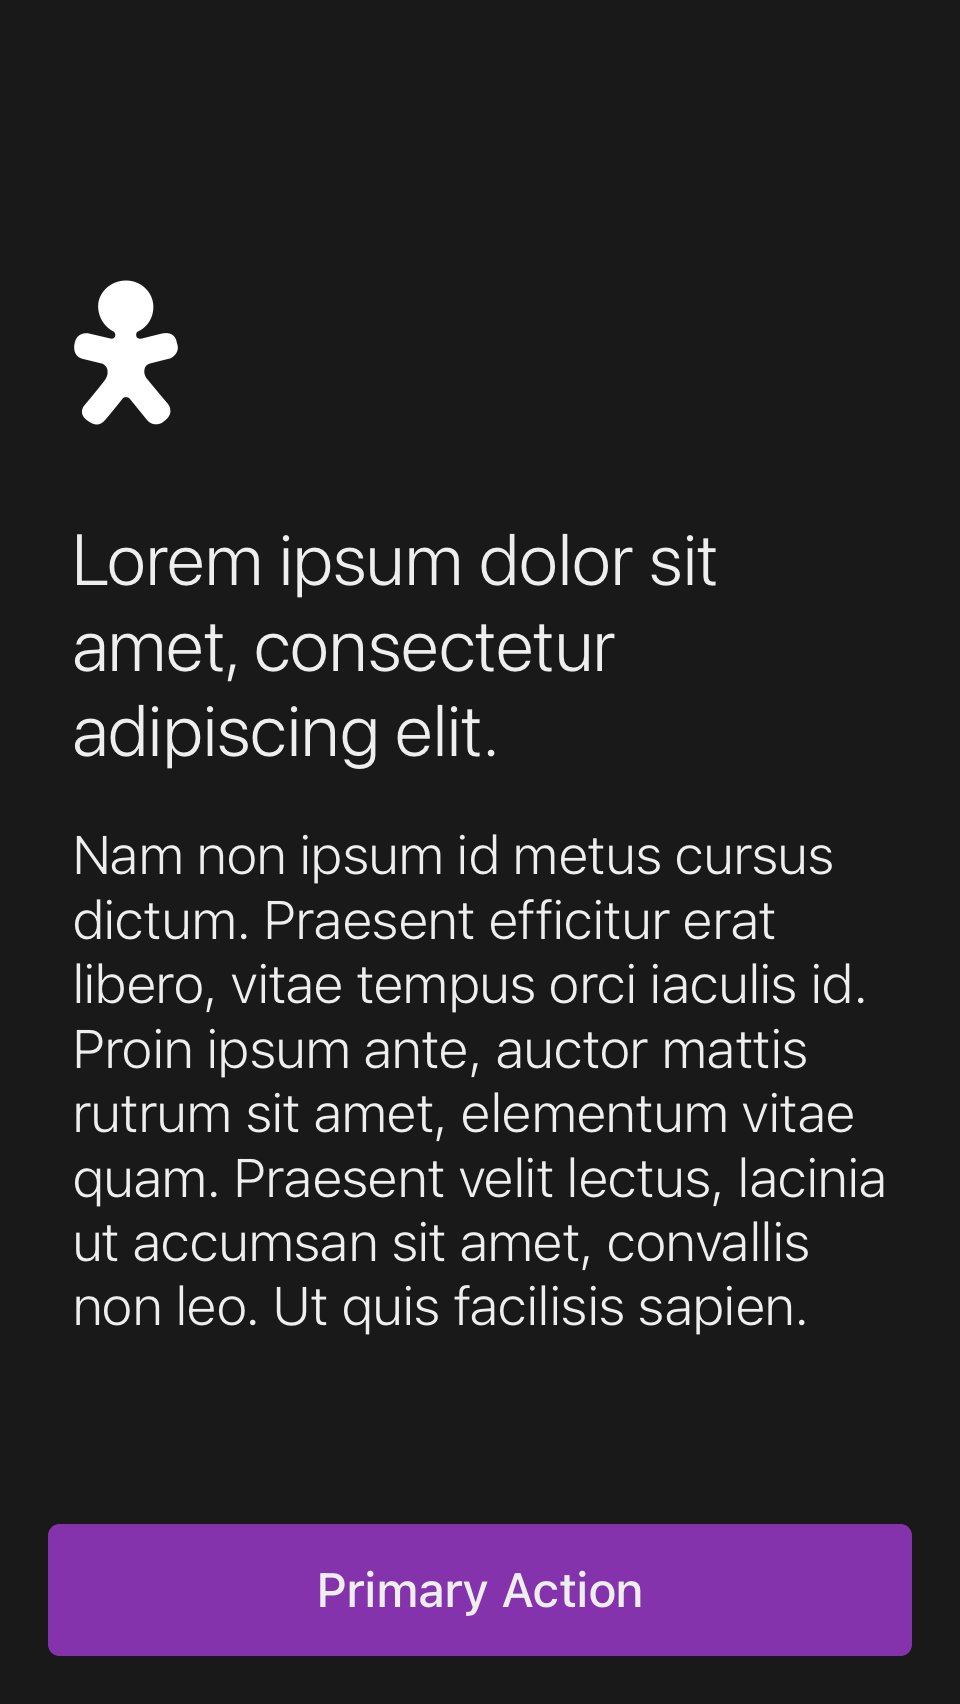 Lorem ipsum dolor sit
amet, consectetur
adipiscing elit.
Nam non ipsum id metus cursus
dictum. Praesent efficitur erat
libero, vitae tempus orci iaculis id.
Proin ipsum ante, auctor mattis
rutrum sit amet, elementum vitae
quam. Praesent velit lectus, lacinia
ut accumsan sit amet, convallis
non leo. Ut quis facilisis sapien.
Primary Action